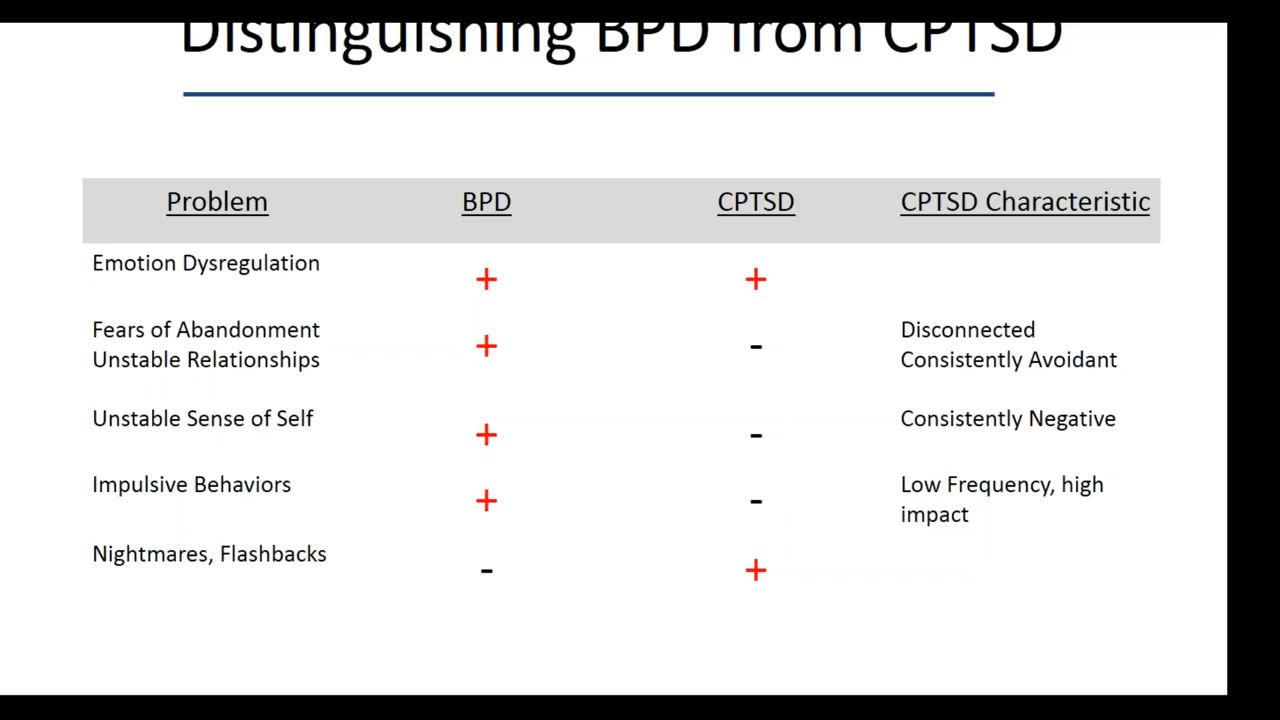 Distinguishing BPD from CPTSD
Problem BPD CPTSD CPTSD Characteristic
Emotion Dysregulation + +
Fears of Abandonment Disconnected
Unstable Relationships + - Consistently Avoidant
Unstable Sense of Self + - Consistently Negative
Impulsive Behaviors + - Low Frequency, high
impact
Nightmares, Flashbacks - +